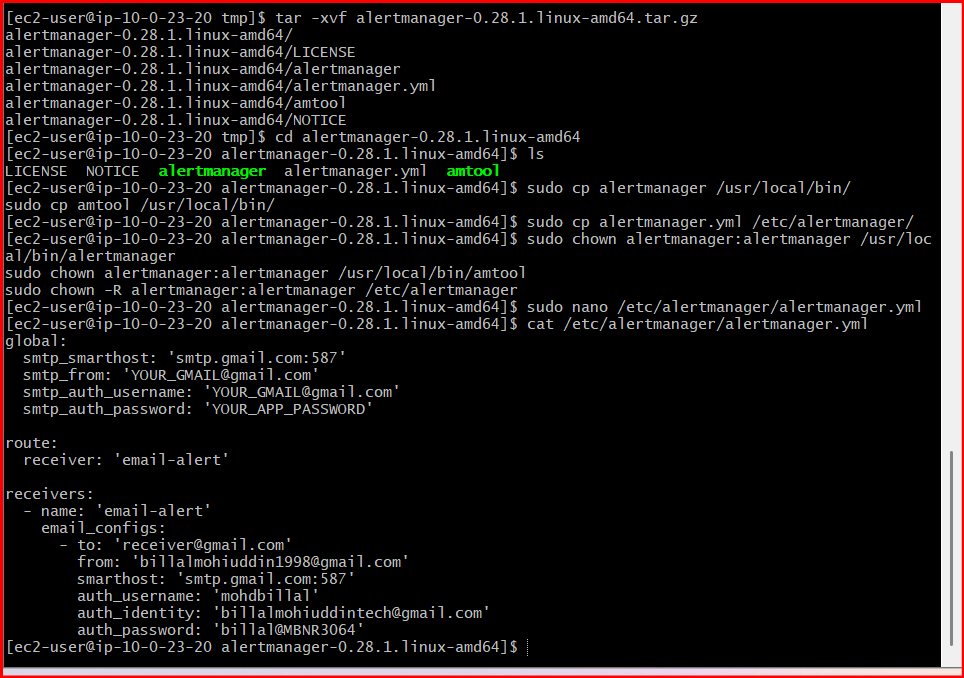 [ec2-user@ip-10-0-23-20 tmp]$ tar -xvf alertmanager-0.28.1.linux-amd64.tar.gz
alertmanager-0.28.1.linux-amd64/
alertmanager-0.28.1.linux-amd64/LICENSE
alertmanager-0.28.1.linux-amd64/alertmanager
alertmanager-0.28.1.linux-amd64/alertmanager.yml
alertmanager-0.28.1.linux-amd64/amtool
alertmanager-0.28.1.linux-amd64/NOTICE
[ec2-user@ip-10-0-23-20 tmp]$ cd alertmanager-0.28.1.linux-amd64
[ec2-user@ip-10-0-23-20 alertmanager-0.28.1.linux-amd64]$ ls
LICENSE  NOTICE  alertmanager  alertmanager.yml  amtool
[ec2-user@ip-10-0-23-20 alertmanager-0.28.1.linux-amd64]$ sudo cp alertmanager /usr/local/bin/
sudo cp amtool /usr/local/bin/
[ec2-user@ip-10-0-23-20 alertmanager-0.28.1.linux-amd64]$ sudo cp alertmanager.yml /etc/alertmanager/
[ec2-user@ip-10-0-23-20 alertmanager-0.28.1.linux-amd64]$ sudo chown alertmanager:alertmanager /usr/loc
al/bin/alertmanager
sudo chown alertmanager:alertmanager /usr/local/bin/amtool
sudo chown -R alertmanager:alertmanager /etc/alertmanager
[ec2-user@ip-10-0-23-20 alertmanager-0.28.1.linux-amd64]$ sudo nano /etc/alertmanager/alertmanager.yml
[ec2-user@ip-10-0-23-20 alertmanager-0.28.1.linux-amd64]$ cat /etc/alertmanager/alertmanager.yml
global:
  smtp_smarthost: 'smtp.gmail.com:587'
  smtp_from: 'YOUR_GMAIL@gmail.com'
  smtp_auth_username: 'YOUR_GMAIL@gmail.com'
  smtp_auth_password: 'YOUR_APP_PASSWORD'

route:
  receiver: 'email-alert'

receivers:
  - name: 'email-alert'
    email_configs:
      - to: 'receiver@gmail.com'
        from: 'billalmohiuddin1998@gmail.com'
        smarthost: 'smtp.gmail.com:587'
        auth_username: 'mohdbillal'
        auth_identity: 'billalmohiuddintech@gmail.com'
        auth_password: 'billal@MBNR3064'
[ec2-user@ip-10-0-23-20 alertmanager-0.28.1.linux-amd64]$